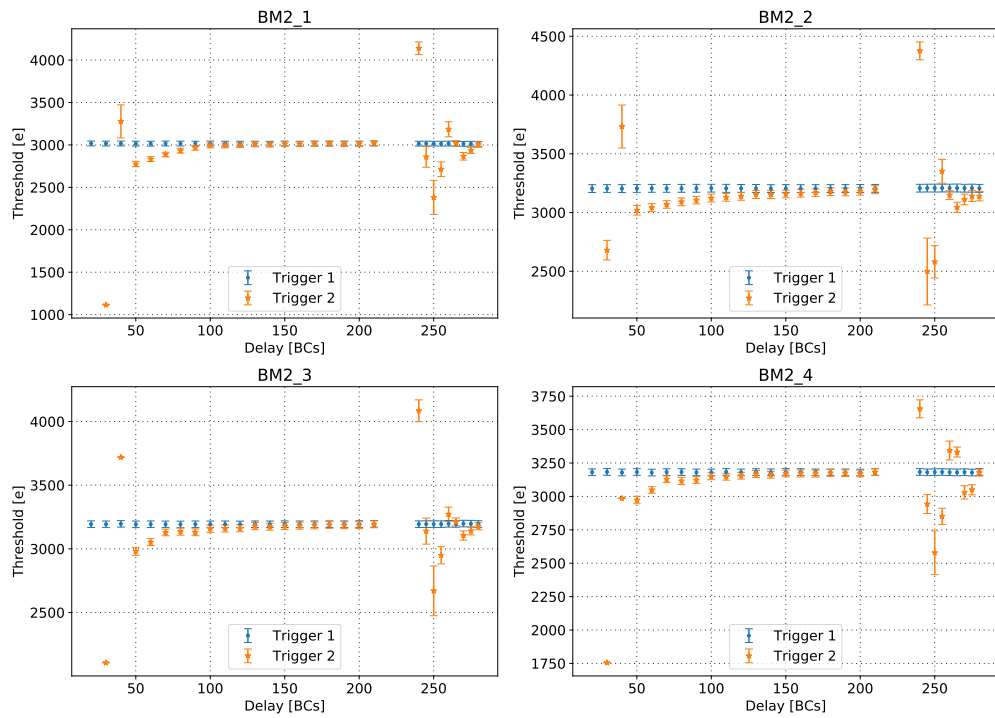 BM2_1
Threshold [e]
4000
3500
3000
2500
2000
1500
1000
50
100
150
200
250
Delay [BCs]
Trigger 1
Trigger 2
BM2_2
Threshold [e]
4500
4000
3500
3000
2500
50
100
150
200
250
Delay [BCs]
Trigger 1
Trigger 2
BM2_3
Threshold [e]
4000
3500
3000
2500
50
100
150
200
250
Delay [BCs]
Trigger 1
Trigger 2
BM2_4
Threshold [e]
3750
3500
3250
3000
2750
2500
2250
2000
1750
50
100
150
200
250
Delay [BCs]
Trigger 1
Trigger 2